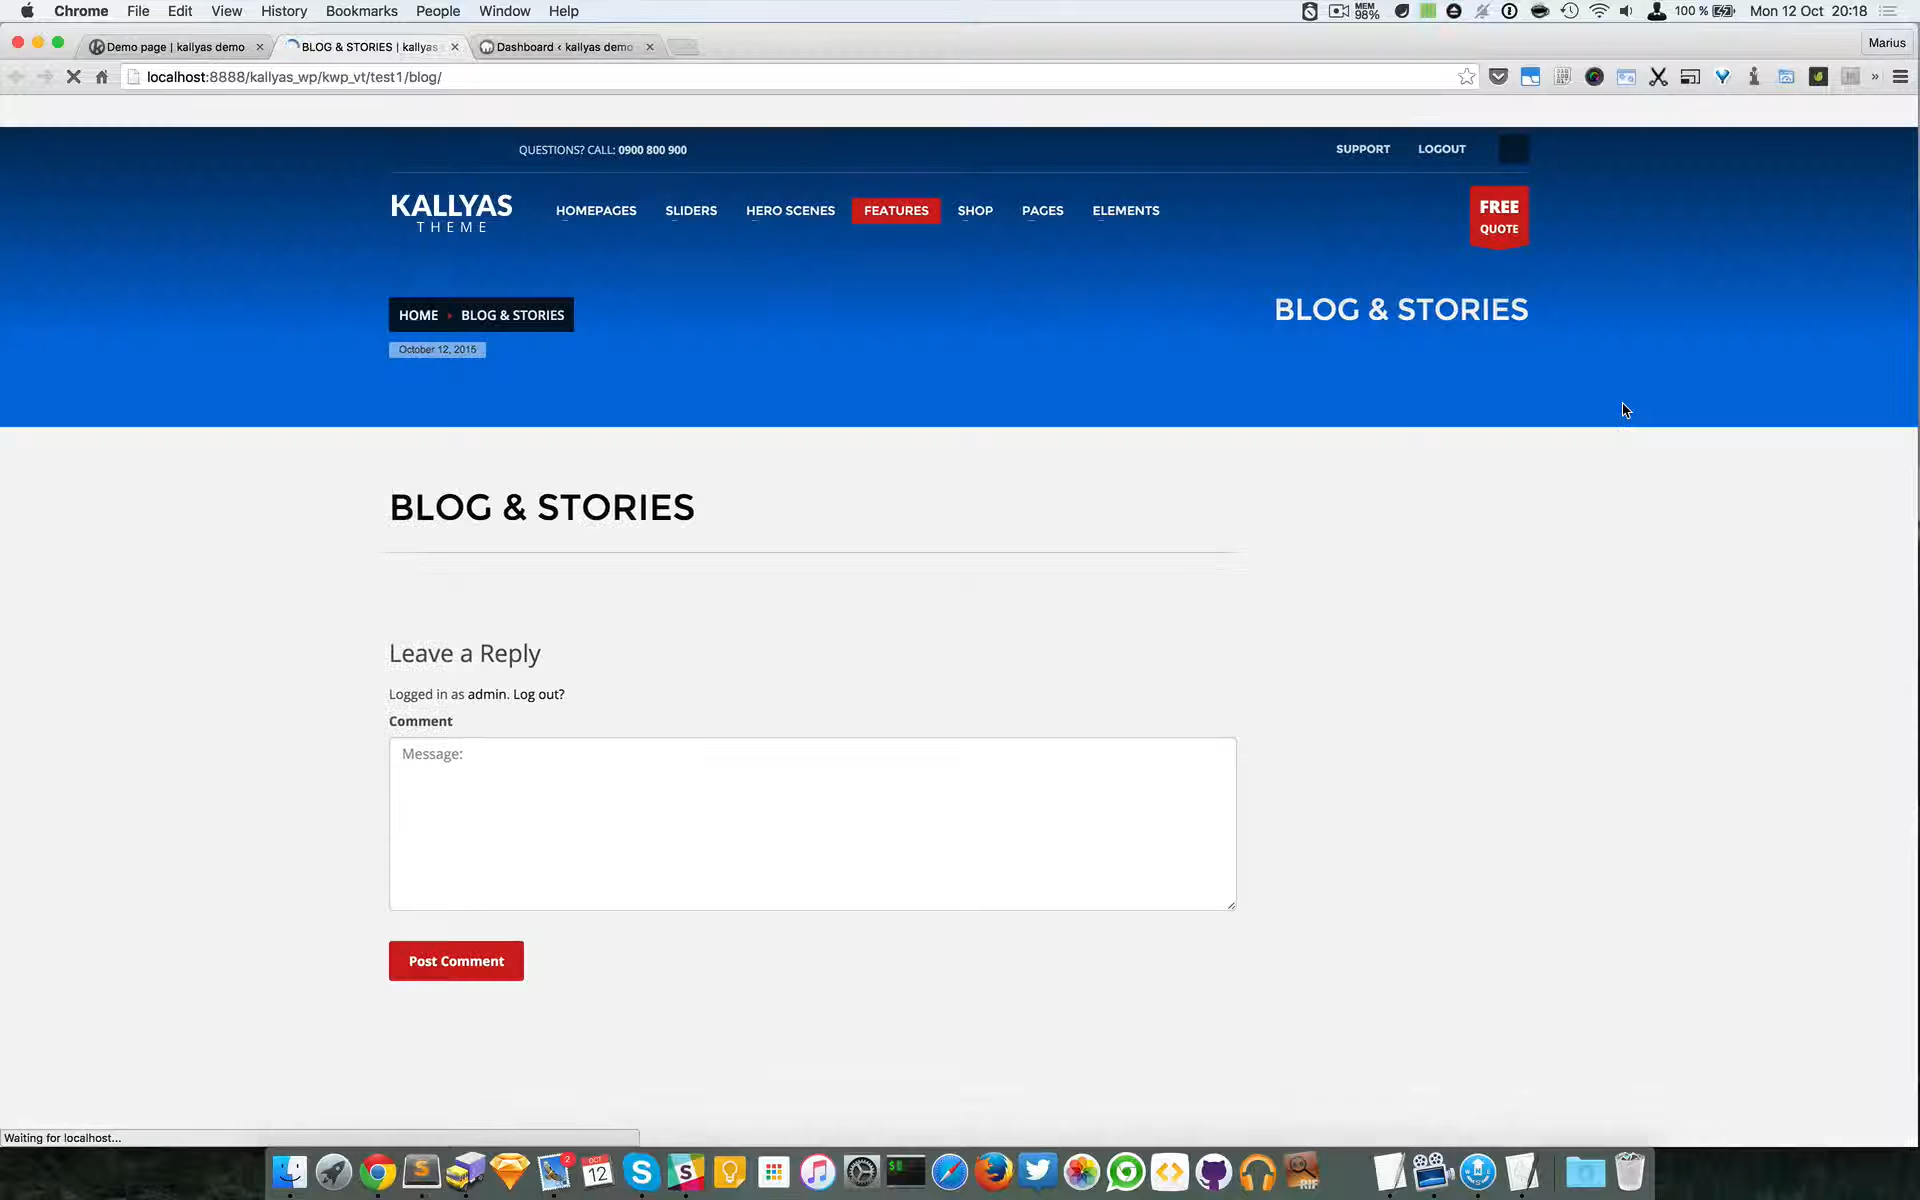 Chrome File Edit View History Bookmarks People Window Help MEM 98% 100 % Mon 12 Oct 20:18
Demo page | kallyas demo BLOG & STORIES | kallyas Dashboard ‹ kallyas demo Marius
localhost:8888/kallyas_wp/kwp_vt/test1/blog/
QUESTIONS? CALL: 0900 800 900 SUPPORT LOGOUT
KALLYAS
THEME
HOMEPAGES SLIDERS HERO SCENES FEATURES SHOP PAGES ELEMENTS
FREE
QUOTE
HOME BLOG & STORIES
BLOG & STORIES
October 12, 2015
BLOG & STORIES
Leave a Reply
Logged in as admin. Log out?
Comment
Message:
Post Comment
Waiting for localhost...
2
OCT
12
RIF